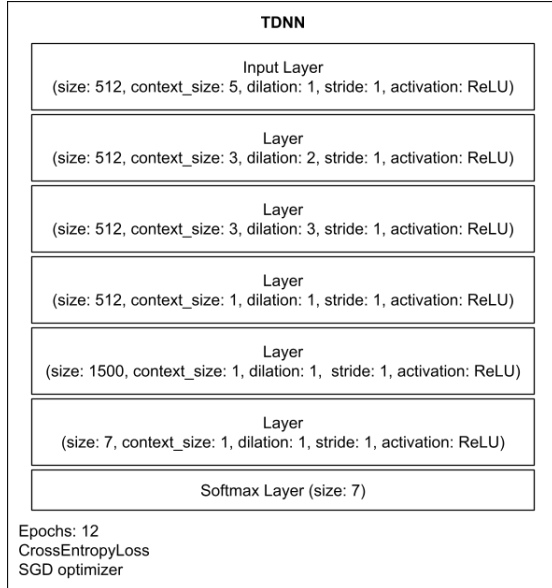 TDNN
Input Layer
(size: 512, context_size: 5, dilation: 1, stride: 1, activation: ReLU)
Layer
(size: 512, context_size: 3, dilation: 2, stride: 1, activation: ReLU)
Layer
(size: 512, context_size: 3, dilation: 3, stride: 1, activation: ReLU)
Layer
(size: 512, context_size: 1, dilation: 1, stride: 1, activation: ReLU)
Layer
(size: 1500, context_size: 1, dilation: 1, stride: 1, activation: ReLU)
Layer
(size: 7, context_size: 1, dilation: 1, stride: 1, activation: ReLU)
Softmax Layer (size: 7)
Epochs: 12
CrossEntropyLoss
SGD optimizer